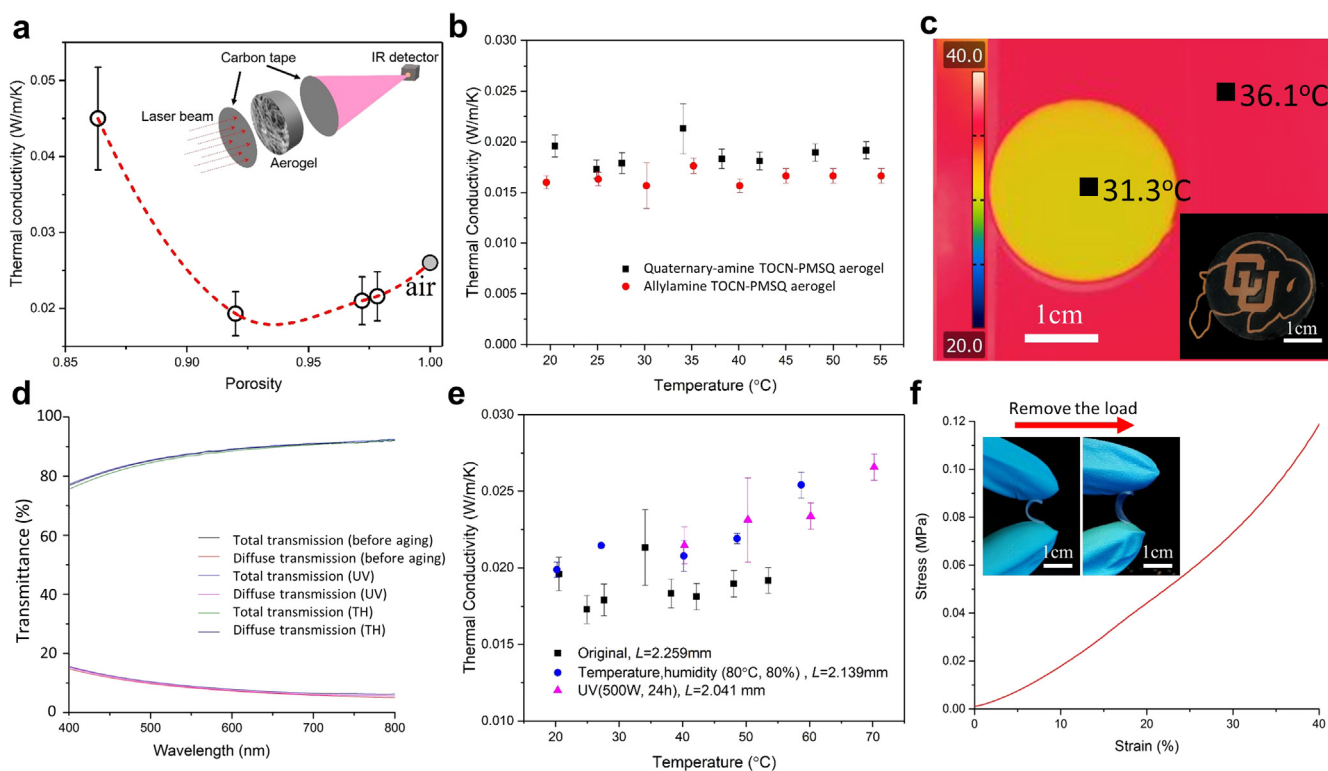 a
Thermal conductivity (W/m/K)
0.05
0.04
0.03
0.02
0.85
0.90
0.95
1.00
Porosity
Carbon tape
IR detector
Laser beam
Aerogel
air
b
Thermal Conductivity (W/m/K)
0.030
0.025
0.020
0.015
0.010
0.005
0.000
20
25
30
35
40
45
50
55
Temperature (°C)
Quaternary-amine TOCN-PMSQ aerogel
Allylamine TOCN-PMSQ aerogel
c
40.0
36.1°C
31.3°C
1cm
20.0
CU
1cm
d
Transmittance (%)
100
80
60
40
20
0
400
500
600
700
800
Wavelength (nm)
Total transmission (before aging)
Diffuse transmission (before aging)
Total transmission (UV)
Diffuse transmission (UV)
Total transmission (TH)
Diffuse transmission (TH)
e
Thermal Conductivity (W/m/K)
0.030
0.025
0.020
0.015
0.010
20
30
40
50
60
70
Temperature (°C)
Original, L=2.259mm
Temperature,humidity (80°C, 80%) , L=2.139mm
UV(500W, 24h), L=2.041 mm
f
Remove the load
1cm
1cm
Stress (MPa)
0.12
0.10
0.08
0.06
0.04
0.02
0.00
0
10
20
30
40
Strain (%)